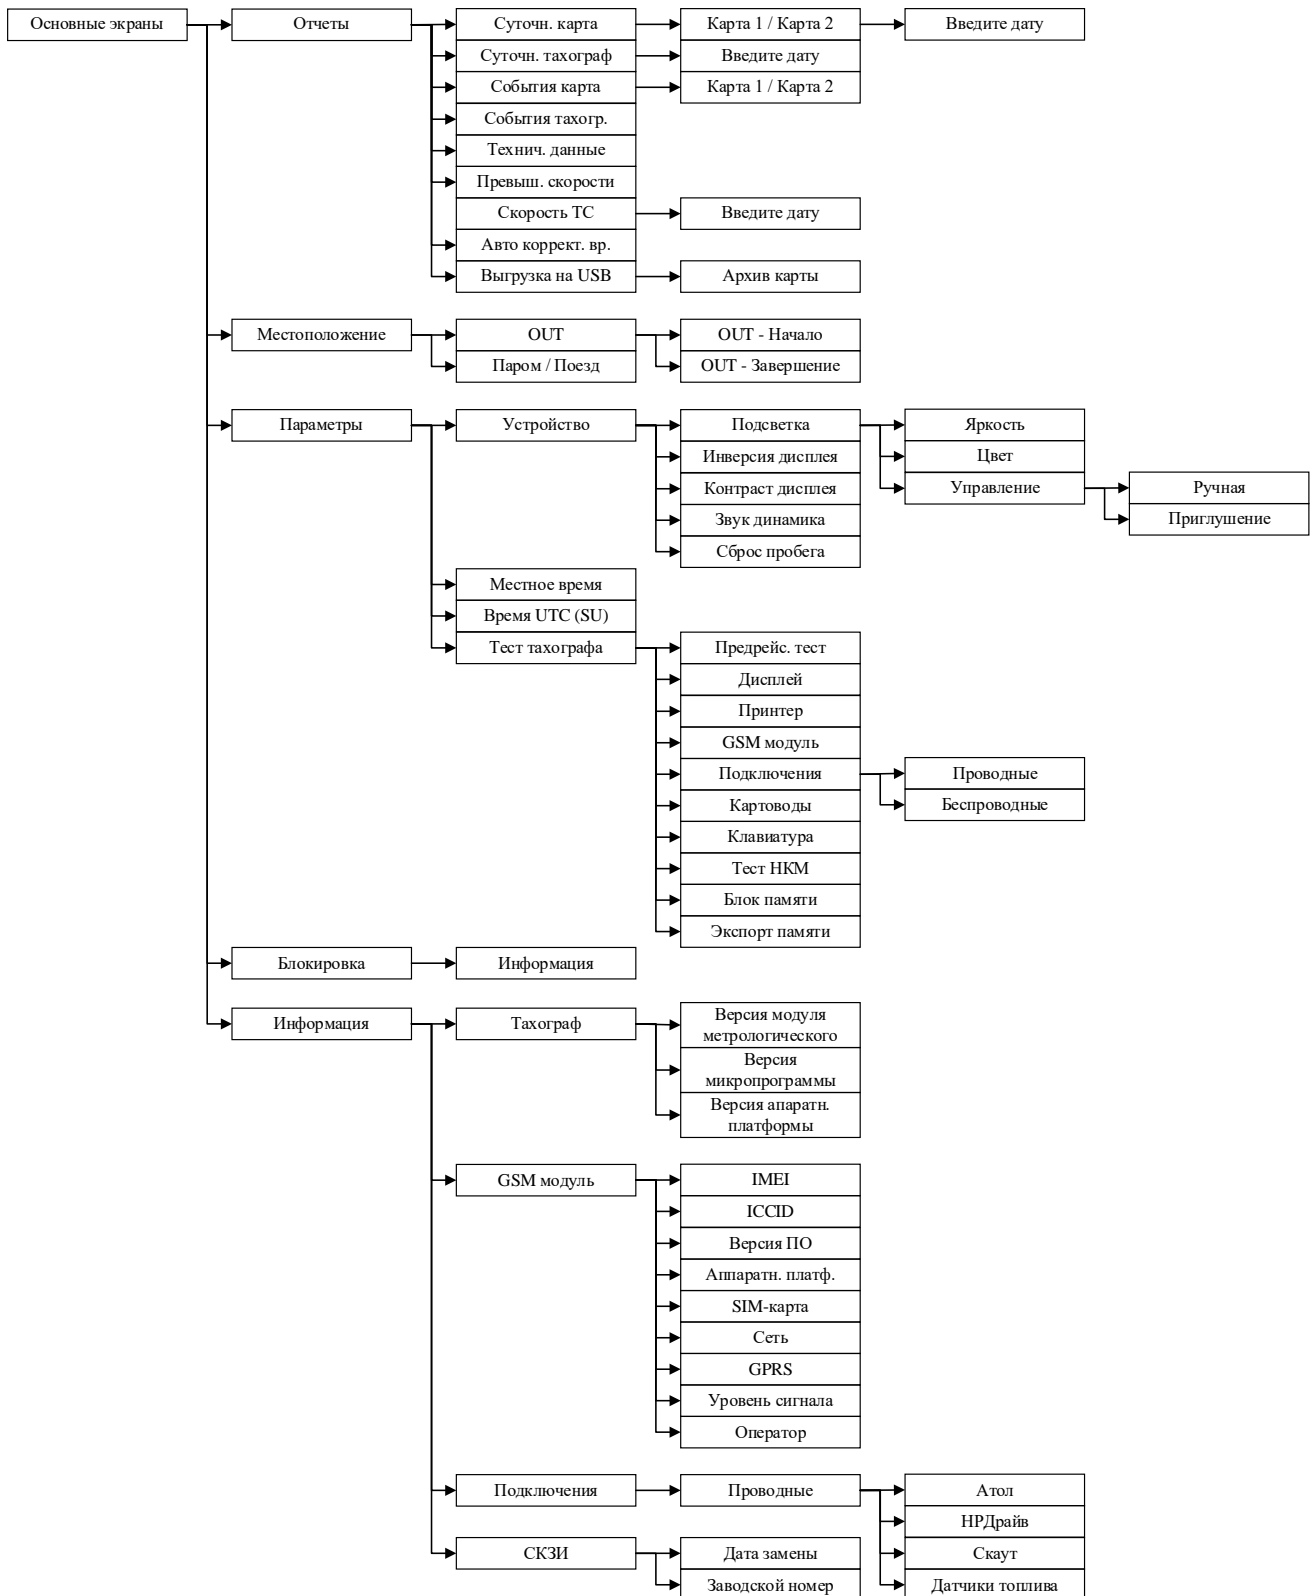 Основные экраны
Отчеты
Суточн. карта
Карта 1 / Карта 2
Введите дату
Суточн. тахограф
Введите дату
События карта
Карта 1 / Карта 2
События тахогр.
Технич. данные
Превыш. скорости
Скорость ТС
Введите дату
Авто коррект. вр.
Выгрузка на USB
Архив карты
Местоположение
OUT
OUT - Начало
Паром / Поезд
OUT - Завершение
Параметры
Устройство
Подсветка
Яркость
Инверсия дисплея
Цвет
Контраст дисплея
Управление
Ручная
Звук динамика
Приглушение
Сброс пробега
Местное время
Время UTC (SU)
Тест тахографа
Предрейс. тест
Дисплей
Принтер
GSM модуль
Подключения
Проводные
Картоводы
Беспроводные
Клавиатура
Тест НКМ
Блок памяти
Экспорт памяти
Блокировка
Информация
Информация
Тахограф
Версия модуля
метрологического
Версия
микропрограммы
Версия апаратн.
платформы
GSM модуль
IMEI
ICCID
Версия ПО
Аппаратн. платф.
SIM-карта
Сеть
GPRS
Уровень сигнала
Оператор
Подключения
Проводные
Атол
НРДрайв
СКЗИ
Дата замены
Скаут
Заводской номер
Датчики топлива